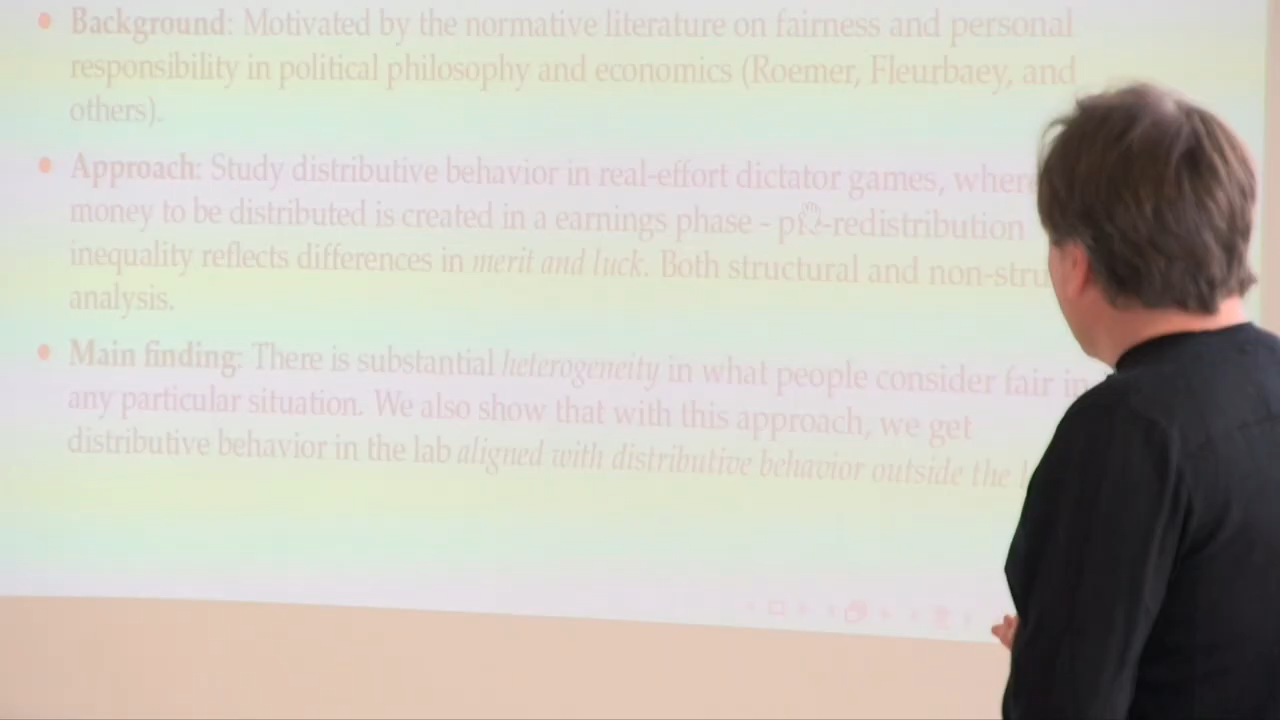 • Background: Motivated by the normative literature on fairness and personal
responsibility in political philosophy and economics (Roemer, Fleurbaey, and
others).
• Approach: Study distributive behavior in real-effort dictator games, where
money to be distributed is created in a earnings phase - pre-redistribution
inequality reflects differences in merit and luck. Both structural and non-stru
analysis.
• Main finding: There is substantial heterogeneity in what people consider fair in
any particular situation. We also show that with this approach, we get
distributive behavior in the lab aligned with distributive behavior outside the l